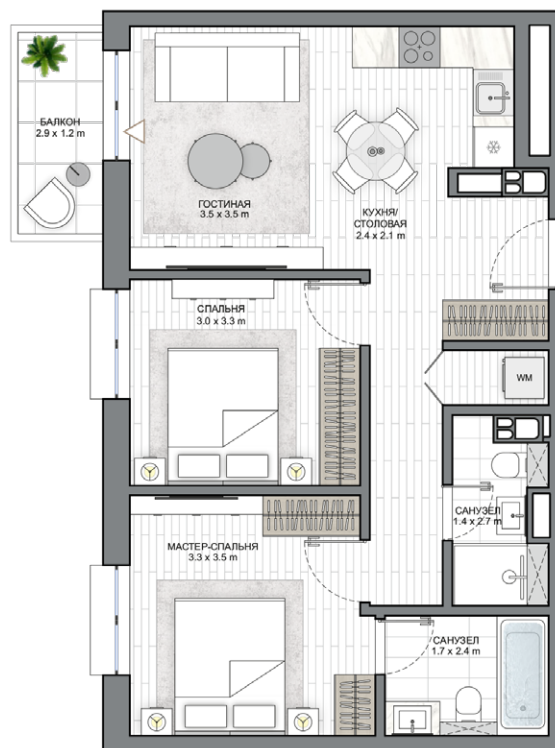 БАЛКОН
2.9 x 1.2 m
ГОСТИНАЯ
3.5 x 3.5 m
КУХНЯ/
СТОЛОВАЯ
2.4 x 2.1 m
СПАЛЬНЯ
3.0 x 3.3 m
WM
САНУЗЕЛ
1.4 x 2.7 m
МАСТЕР-СПАЛЬНЯ
3.3 x 3.5 m
САНУЗЕЛ
1.7 x 2.4 m